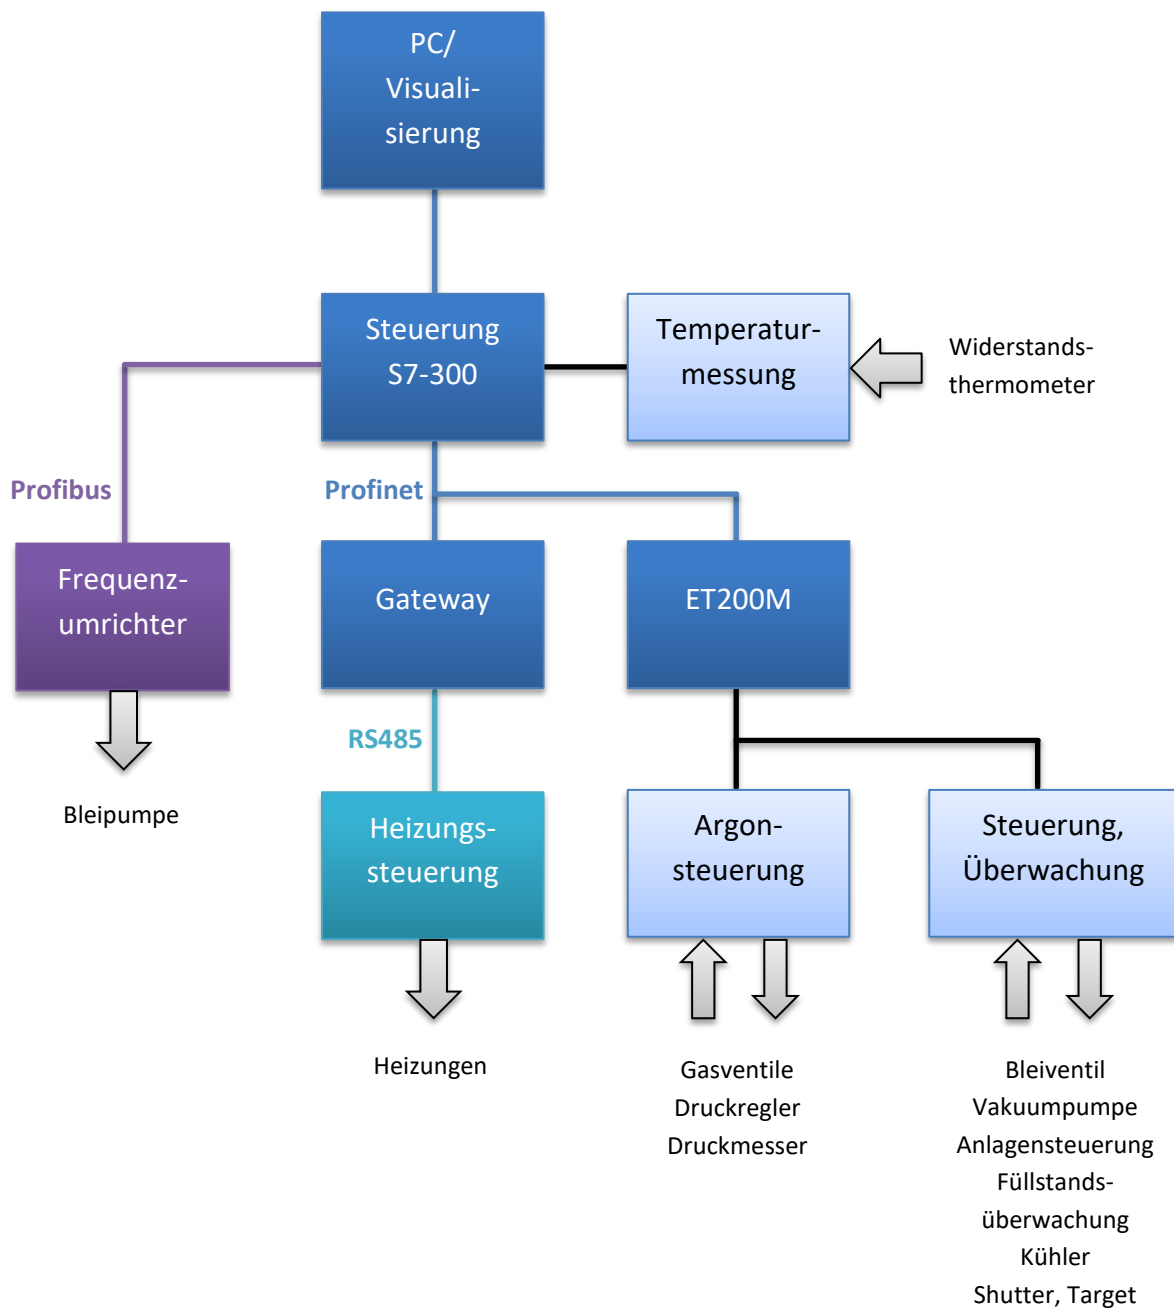 PC/
Visuali-
sierung
Steuerung
S7-300
Temperatur-
messung
Widerstands-
thermometer
Profibus
Profinet
Frequenz-
umrichter
Gateway
ET200M
RS485
Bleipumpe
Heizungs-
steuerung
Argon-
steuerung
Steuerung,
Überwachung
Heizungen
Gasventile
Druckregler
Druckmesser
Bleiventil
Vakuumpumpe
Anlagensteuerung
Füllstands-
überwachung
Kühler
Shutter, Target